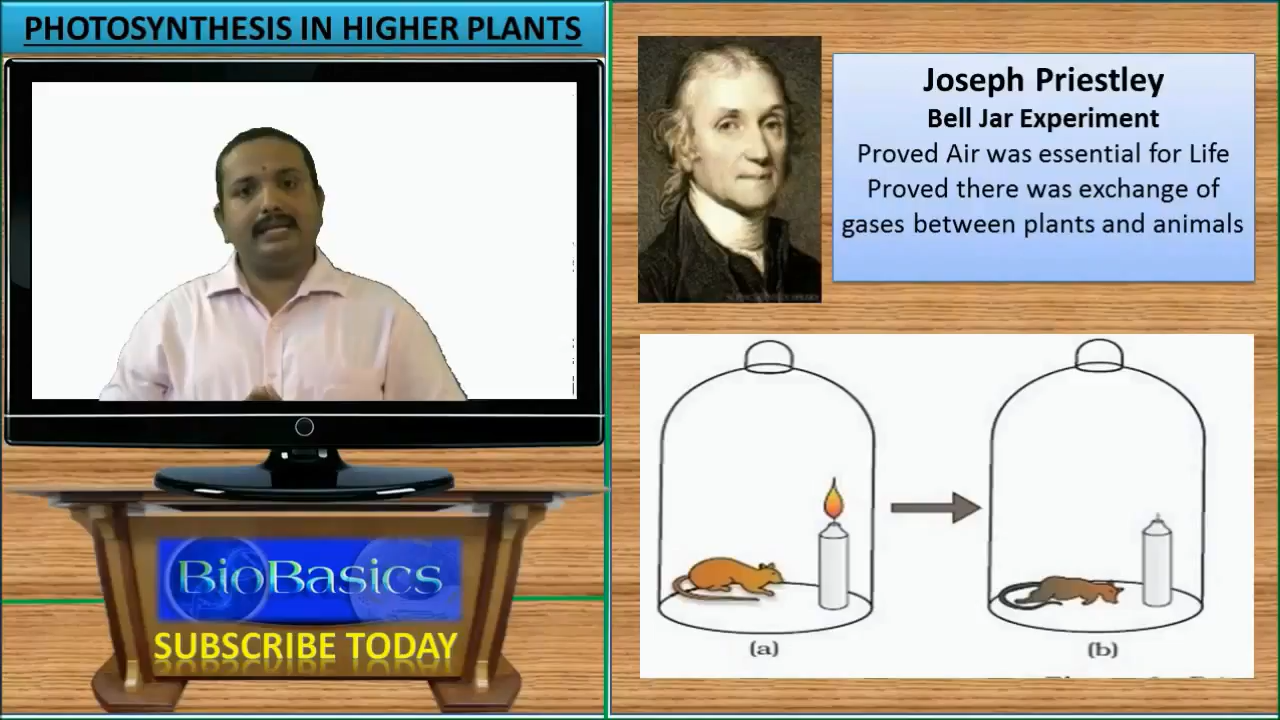 PHOTOSYNTHESIS IN HIGHER PLANTS
BioBasics
SUBSCRIBE TODAY
Joseph Priestley
Bell Jar Experiment
Proved Air was essential for Life
Proved there was exchange of
gases between plants and animals
(a)
(b)